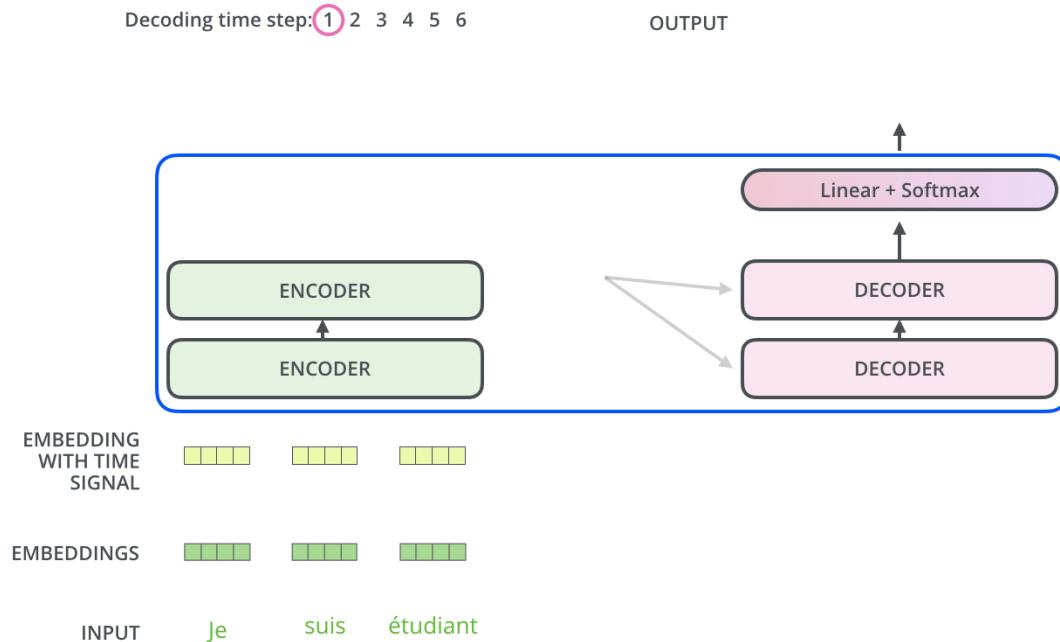 Decoding time step: 1 2 3 4 5 6
OUTPUT
Linear + Softmax
ENCODER
DECODER
ENCODER
DECODER
EMBEDDING
WITH TIME
SIGNAL
EMBEDDINGS
INPUT
Je
suis
étudiant